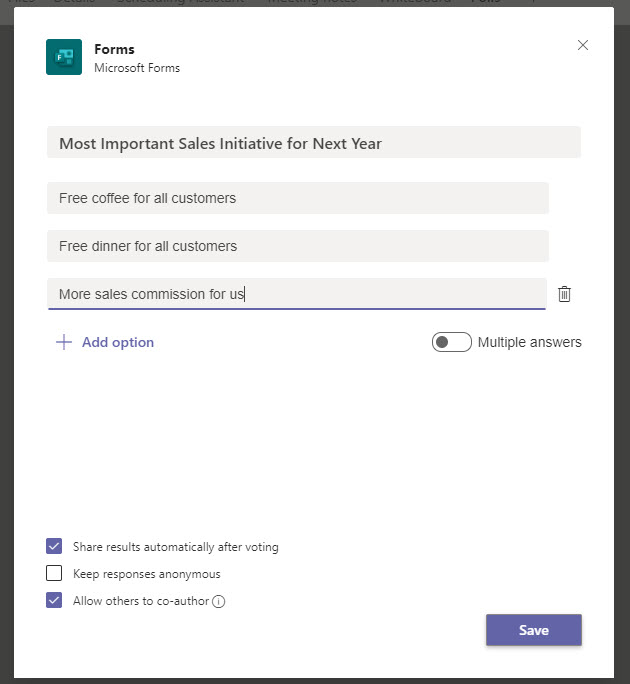 Files Details Scheduling Assistant Meeting Notes Whiteboard Polls
Forms
Microsoft Forms
Most Important Sales Initiative for Next Year
Free coffee for all customers
Free dinner for all customers
More sales commission for us
Add option
Multiple answers
Share results automatically after voting
Keep responses anonymous
Allow others to co-author
Save